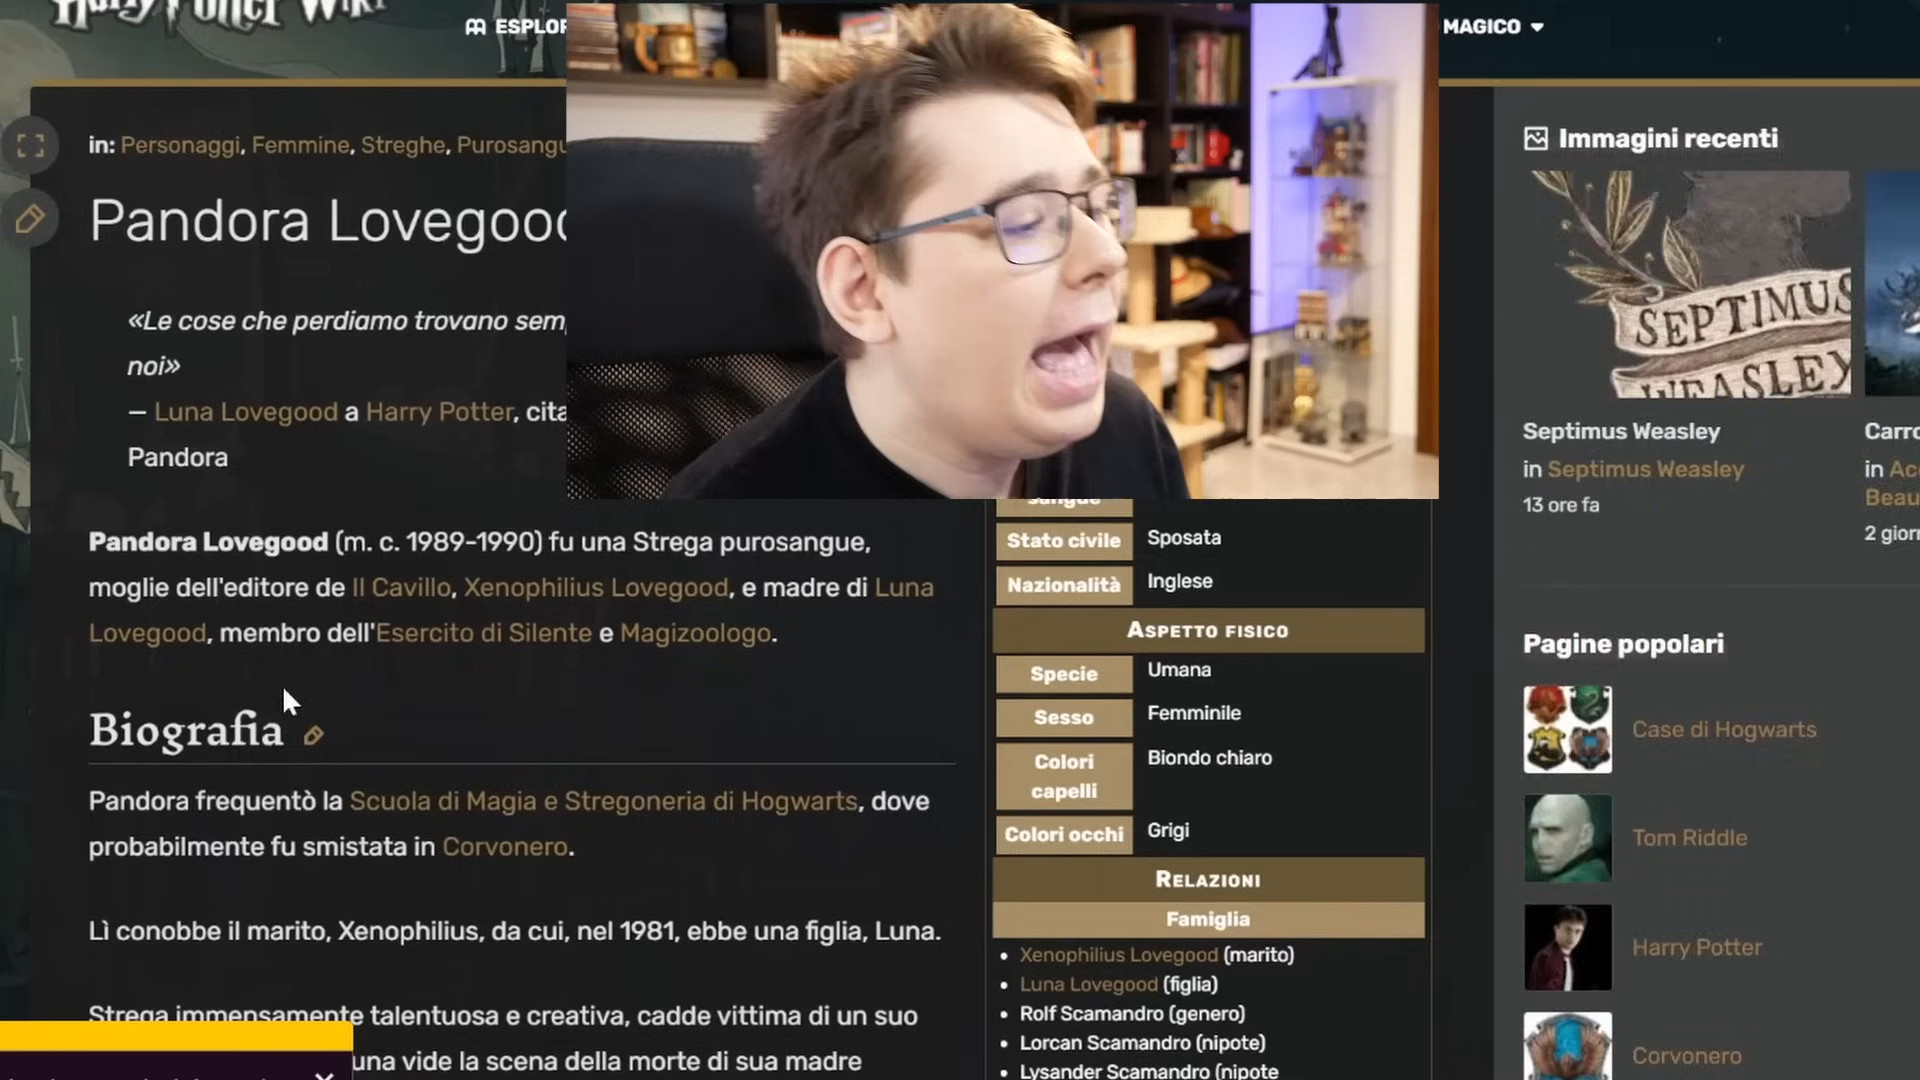 Harry Potter Wiki
ESPLOR
MAGICO
in: Personaggi, Femmine, Streghe, Purosangu
Pandora Lovegood
«Le cose che perdiamo trovano sem
noi»
— Luna Lovegood a Harry Potter, cita
Pandora
Pandora Lovegood (m. c. 1989-1990) fu una Strega purosangue,
moglie dell'editore de Il Cavillo, Xenophilius Lovegood, e madre di Luna
Lovegood, membro dell'Esercito di Silente e Magizoologo.
Biografia
Pandora frequentò la Scuola di Magia e Stregoneria di Hogwarts, dove
probabilmente fu smistata in Corvonero.
Lì conobbe il marito, Xenophilius, da cui, nel 1981, ebbe una figlia, Luna.
Strega immensamente talentuosa e creativa, cadde vittima di un suo
una vide la scena della morte di sua madre
sangue
Stato civile Sposata
Nazionalità Inglese
Aspetto fisico
Specie Umana
Sesso Femminile
Colori
capelli
Biondo chiaro
Colori occhi Grigi
Relazioni
Famiglia
• Xenophilius Lovegood (marito)
• Luna Lovegood (figlia)
• Rolf Scamandro (genero)
• Lorcan Scamandro (nipote)
• Lysander Scamandro (nipote
Immagini recenti
SEPTIMUS
WEASLEY
Septimus Weasley
in Septimus Weasley
13 ore fa
Carro
in Ac
Beau
2 giorn
Pagine popolari
Case di Hogwarts
Tom Riddle
Harry Potter
Corvonero